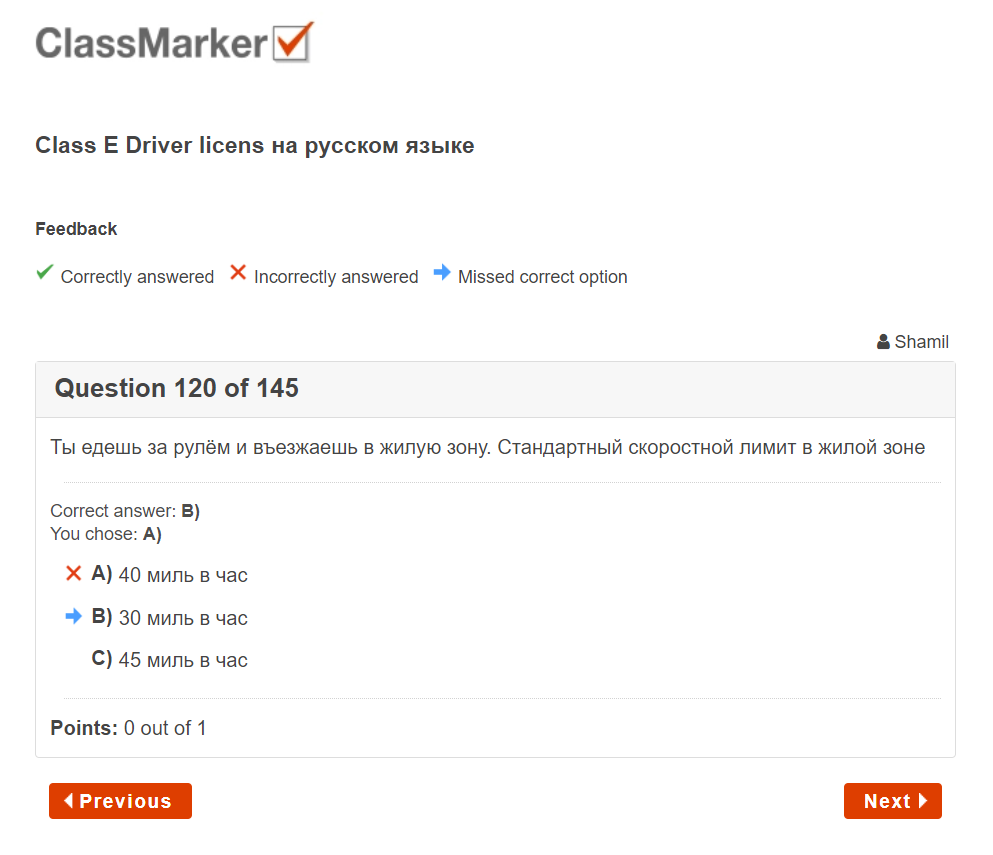 ClassMarker
Class E Driver licens на русском языке
Feedback
Correctly answered Incorrectly answered Missed correct option
Shamil
Question 120 of 145
Ты едешь за рулём и въезжаешь в жилую зону. Стандартный скоростной лимит в жилой зоне
Correct answer: B)
You chose: A)
A) 40 миль в час
B) 30 миль в час
C) 45 миль в час
Points: 0 out of 1
Previous
Next